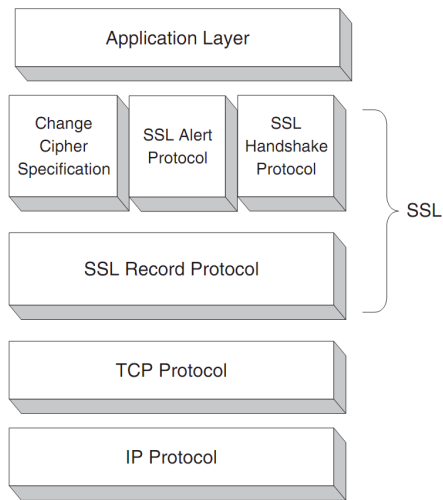 Application Layer
Change
Cipher
Specification
SSL Alert
Protocol
SSL
Handshake
Protocol
SSL
SSL Record Protocol
TCP Protocol
IP Protocol